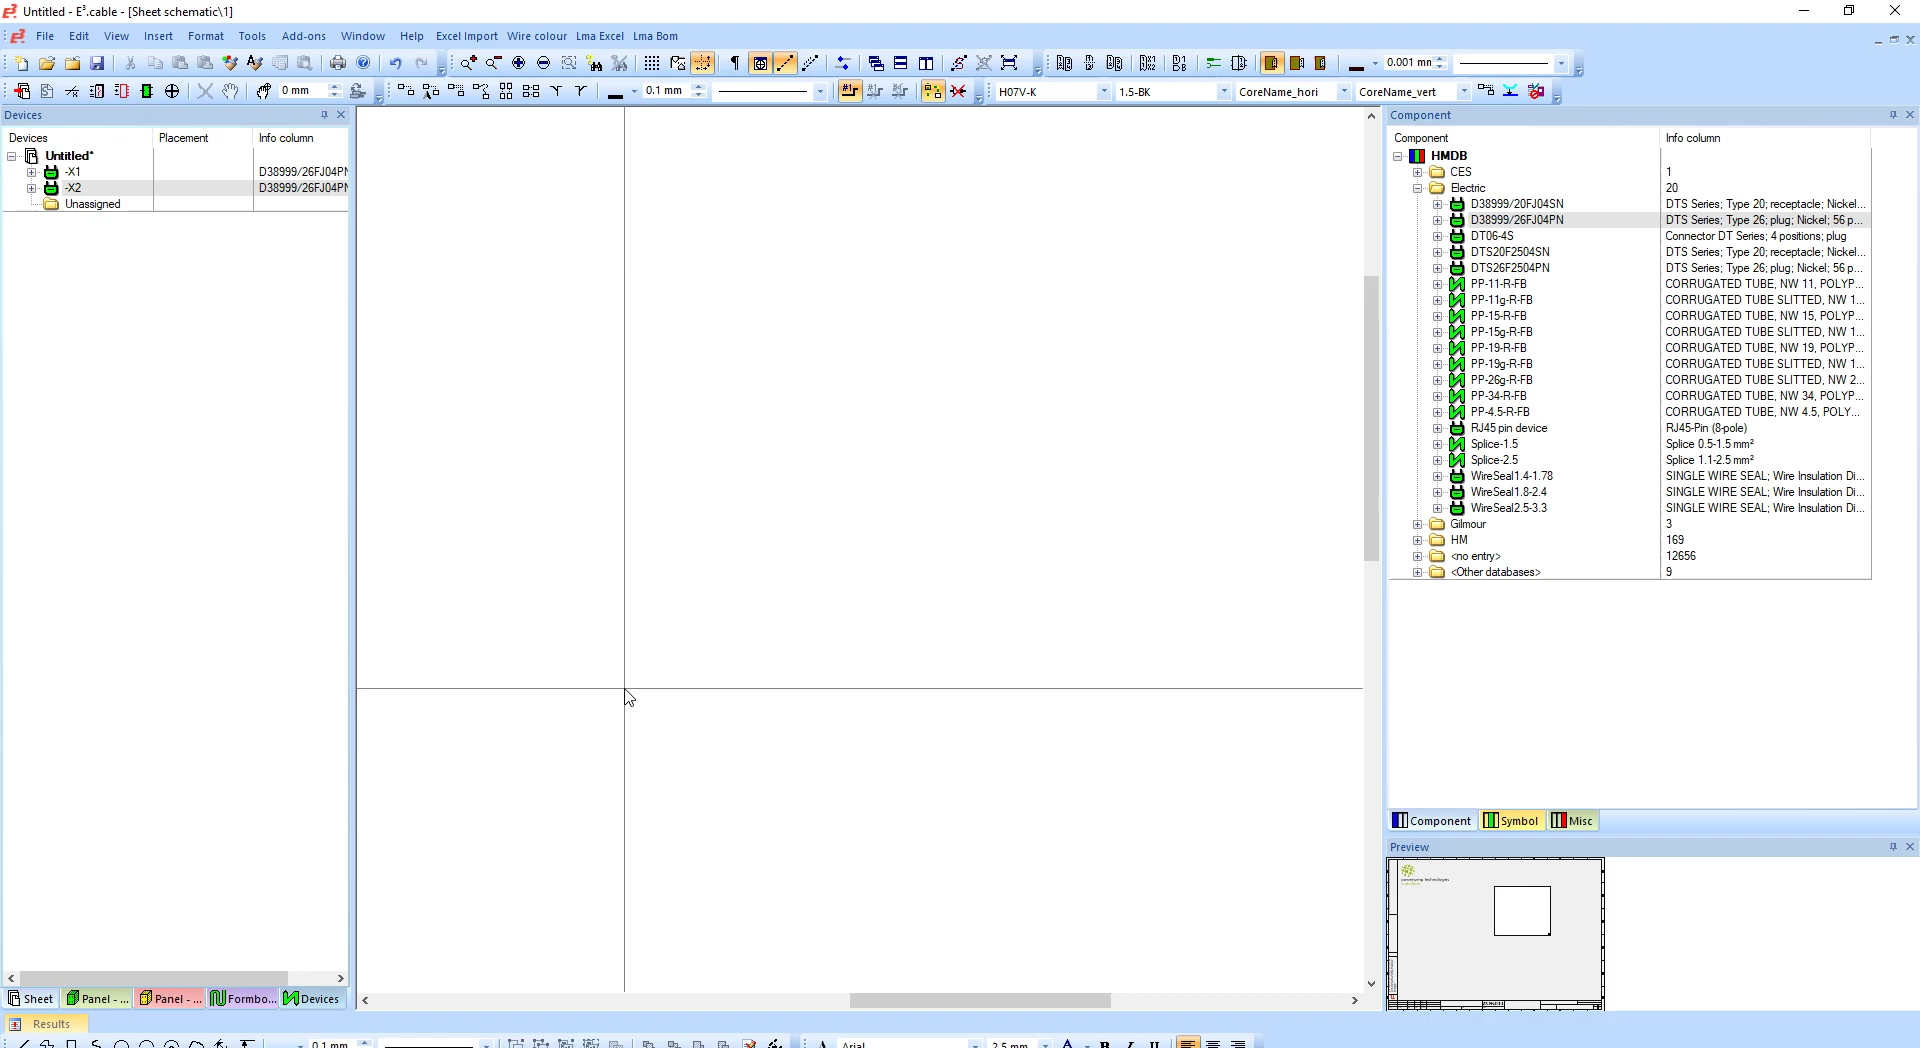 Untitled - E³.cable - [Sheet schematic\1]
File Edit View Insert Format Tools Add-ons Window Help Excel Import Wire colour Lma Excel Lma Bom
0.001 mm
0 mm
0.1 mm
H07V-K
1.5-BK
CoreName_hori
CoreName_vert
Devices
Devices Placement Info column
Untitled*
-X1 D38999/26FJ04PN
-X2 D38999/26FJ04PN
Unassigned
Sheet
Panel - ...
Panel - ...
Formbo...
Devices
Results
0.1 mm
Arial
2.5 mm
Component
Component Info column
HMDB
CES 1
Electric 20
D38999/20FJ04SN DTS Series; Type 20; receptacle; Nickel...
D38999/26FJ04PN DTS Series; Type 26; plug; Nickel; 56 p...
DT06-4S Connector DT Series; 4 positions; plug
DTS20F2504SN DTS Series; Type 20; receptacle; Nickel...
DTS26F2504PN DTS Series; Type 26; plug; Nickel; 56 p...
PP-11-R-FB CORRUGATED TUBE, NW 11, POLYP...
PP-11g-R-FB CORRUGATED TUBE SLITTED, NW 1...
PP-15-R-FB CORRUGATED TUBE, NW 15, POLYP...
PP-15g-R-FB CORRUGATED TUBE SLITTED, NW 1...
PP-19-R-FB CORRUGATED TUBE, NW 19, POLYP...
PP-19g-R-FB CORRUGATED TUBE SLITTED, NW 1...
PP-26g-R-FB CORRUGATED TUBE SLITTED, NW 2...
PP-34-R-FB CORRUGATED TUBE, NW 34, POLYP...
PP-4.5-R-FB CORRUGATED TUBE, NW 4.5, POLY...
RJ45 pin device RJ45-Pin (8-pole)
Splice-1.5 Splice 0.5-1.5 mm²
Splice-2.5 Splice 1.1-2.5 mm²
WireSeal1.4-1.78 SINGLE WIRE SEAL; Wire Insulation Di...
WireSeal1.8-2.4 SINGLE WIRE SEAL; Wire Insulation Di...
WireSeal2.5-3.3 SINGLE WIRE SEAL; Wire Insulation Di...
Gilmour 3
HM 169
<no entry> 12656
<Other databases> 9
Component
Symbol
Misc
Preview